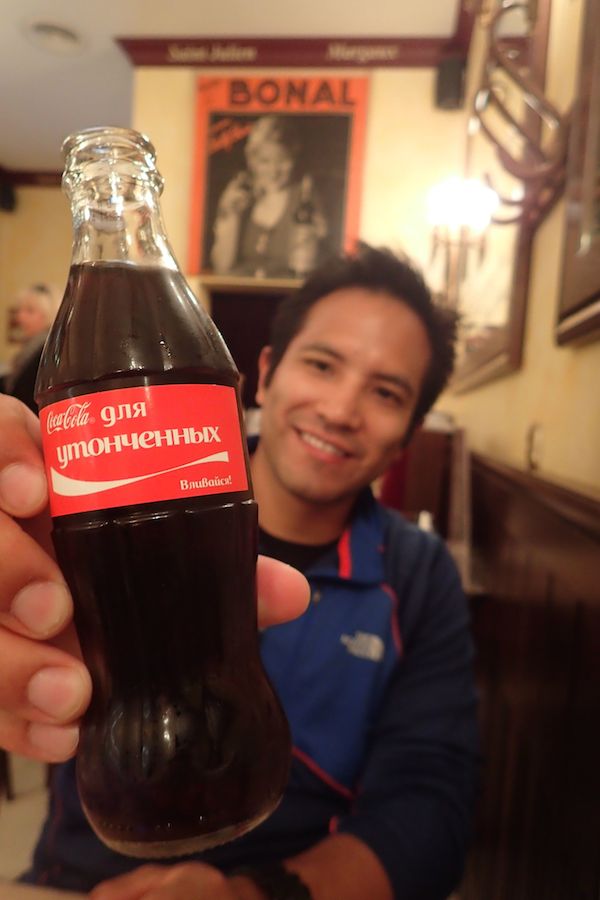 Saint Julien Margaux
BONAL
Coca-Cola® для
утонченных
Вливайся!
THE NORTH FACE